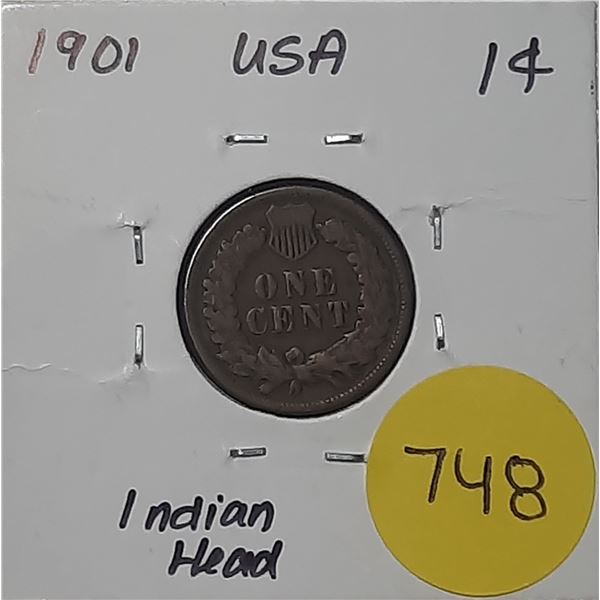 1901 USA 1¢
ONE
CENT
748
Indian
Head